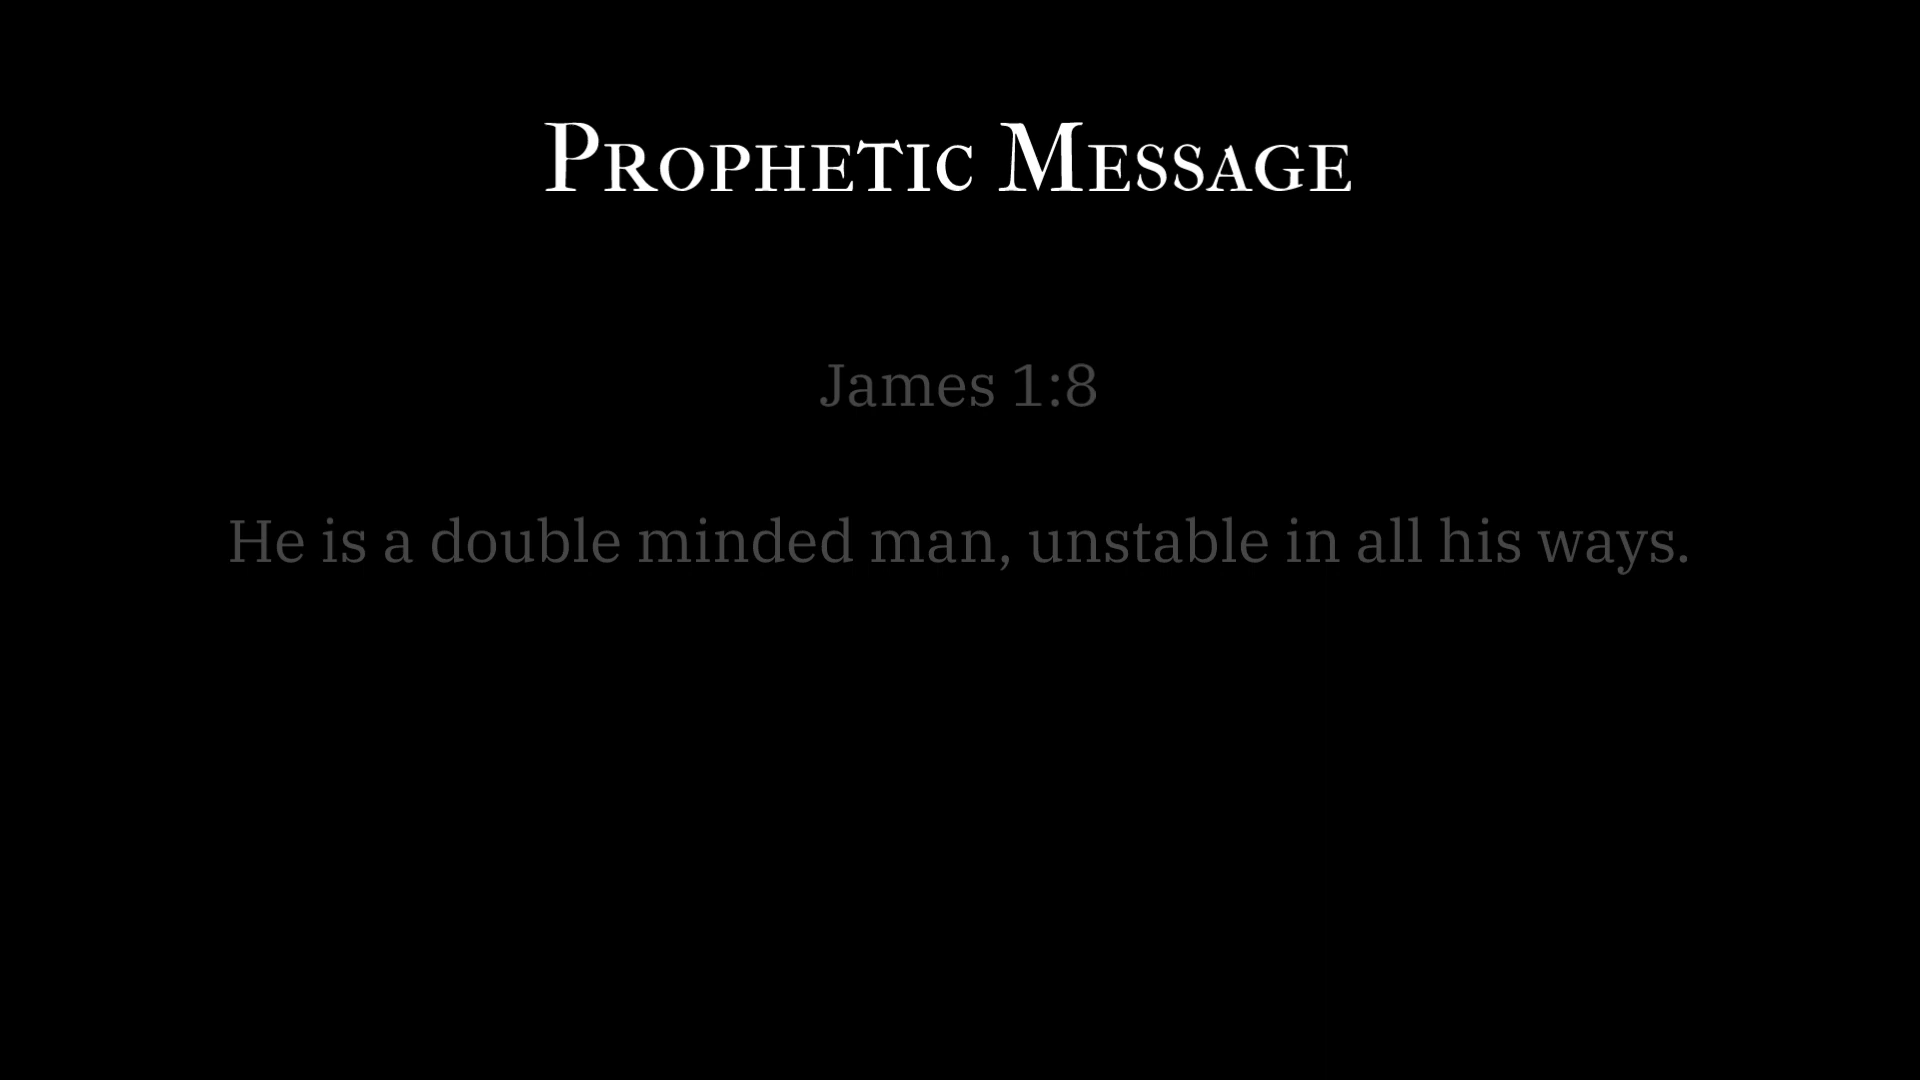 Prophetic Message
James 1:8
He is a double minded man, unstable in all his ways.